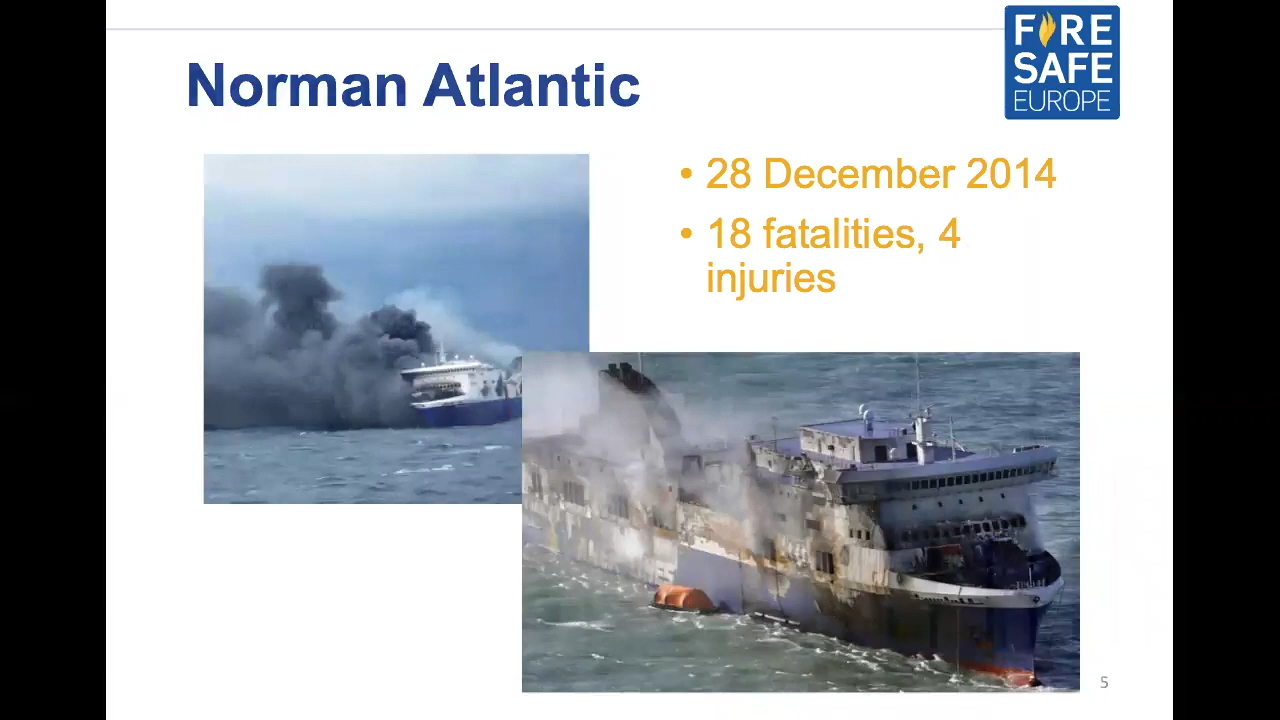 Norman Atlantic
FIRE
SAFE
EUROPE
• 28 December 2014
• 18 fatalities, 4
injuries
5